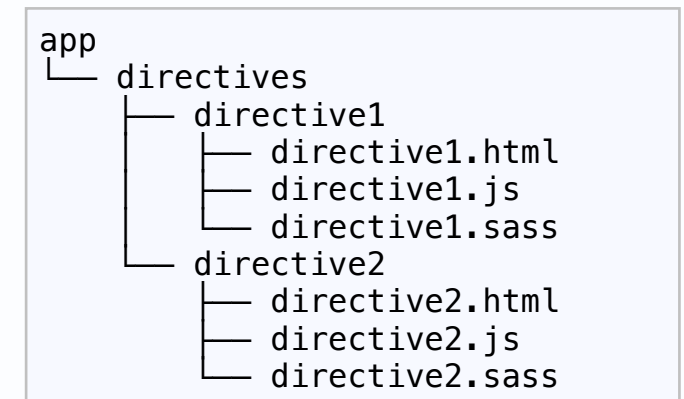 app
└── directives
    ├── directive1
    │   ├── directive1.html
    │   ├── directive1.js
    │   └── directive1.sass
    └── directive2
        ├── directive2.html
        ├── directive2.js
        └── directive2.sass